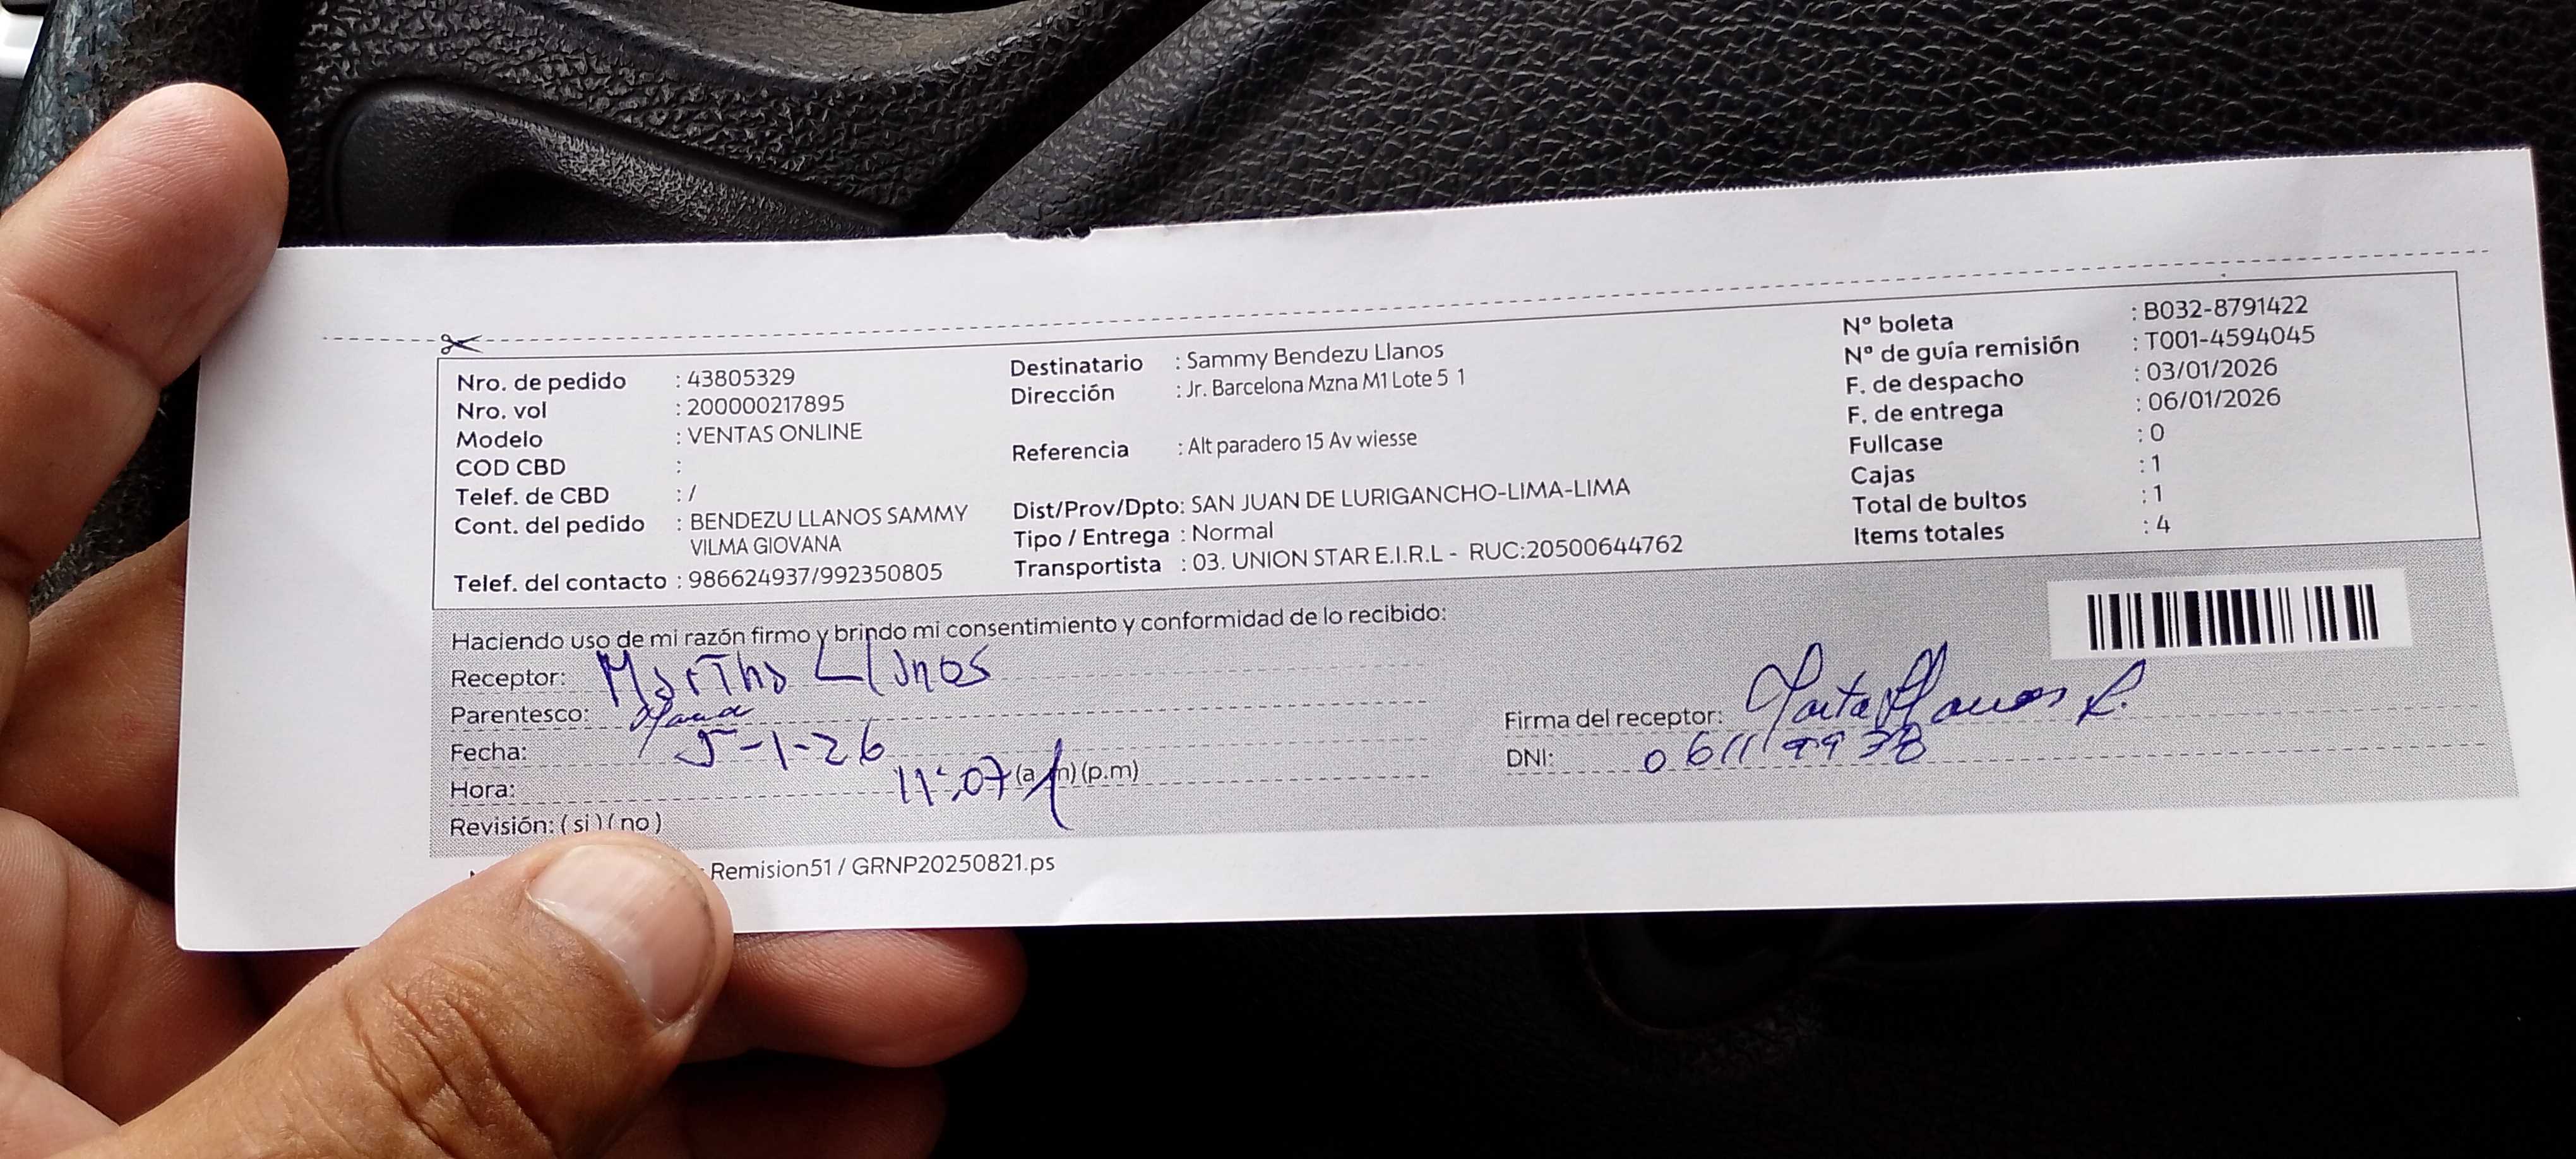 Nro. de pedido : 43805329
Nro. vol : 200000217895
Modelo : VENTAS ONLINE
COD CBD :
Telef. de CBD : /
Cont. del pedido : BENDEZU LLANOS SAMMY
VILMA GIOVANA
Telef. del contacto : 986624937/992350805
Destinatario : Sammy Bendezu Llanos
Dirección : Jr. Barcelona Mzna M1 Lote 5 1
Referencia : Alt paradero 15 Av wiesse
Dist/Prov/Dpto: SAN JUAN DE LURIGANCHO-LIMA-LIMA
Tipo / Entrega : Normal
Transportista : 03. UNION STAR E.I.R.L - RUC:20500644762
Nº boleta : B032-8791422
Nº de guía remisión : T001-4594045
F. de despacho : 03/01/2026
F. de entrega : 06/01/2026
Fullcase : 0
Cajas : 1
Total de bultos : 1
Items totales : 4
Haciendo uso de mi razón firmo y brindo mi consentimiento y conformidad de lo recibido:
Receptor: Martha Llanos
Parentesco:
Fecha: 5-1-26
Hora: 11:07 (a.m) (p.m)
Revisión: ( si ) ( no )
Firma del receptor: Marta Llanos R.
DNI:
Remision51 / GRNP20250821.ps